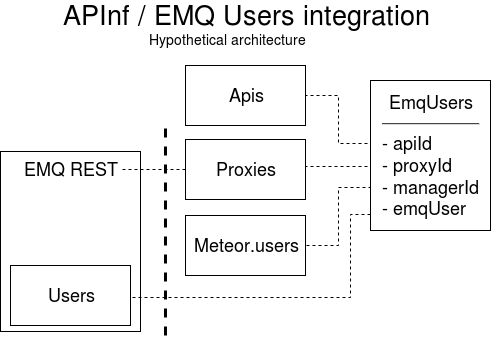 APInf / EMQ Users integration
Hypothetical architecture
Apis
EmqUsers
- apiId
- proxyId
- managerId
- emqUser
EMQ REST
Proxies
Meteor.users
Users